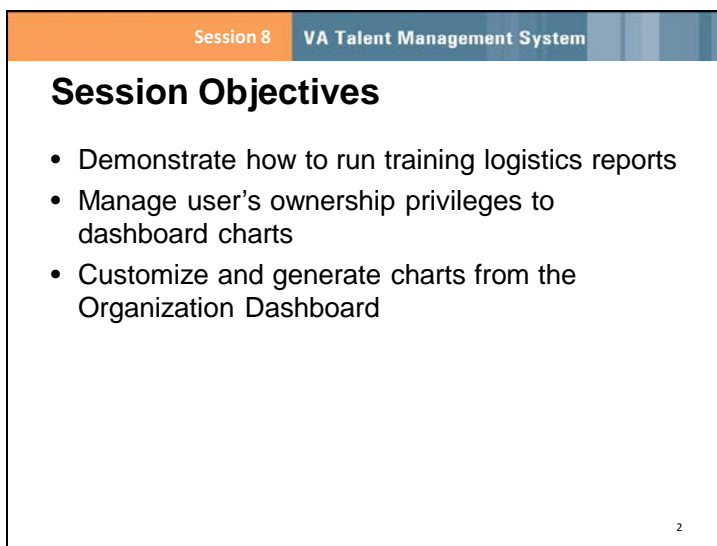 Session 8 VA Talent Management System
Session Objectives
• Demonstrate how to run training logistics reports
• Manage user's ownership privileges to
dashboard charts
• Customize and generate charts from the
Organization Dashboard
2